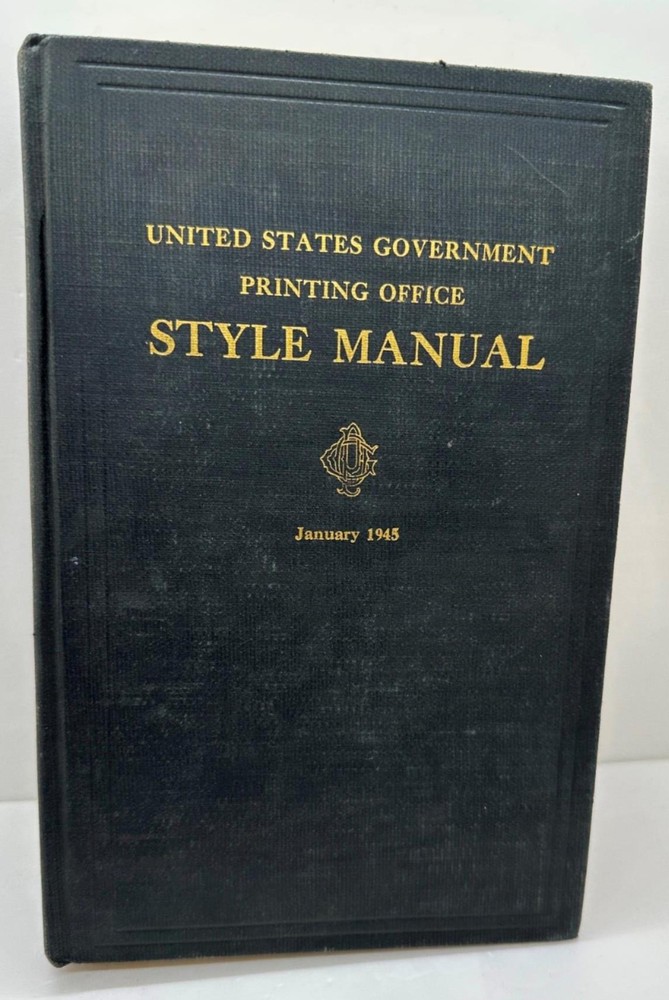 UNITED STATES GOVERNMENT
PRINTING OFFICE
STYLE MANUAL
January 1945